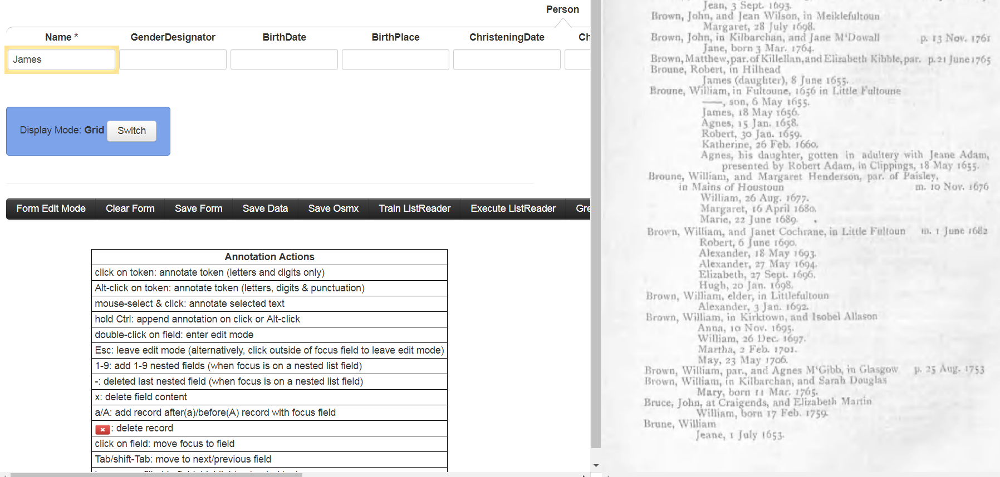 Person
Name *
GenderDesignator
BirthDate
BirthPlace
ChristeningDate
Ch
James
Display Mode: Grid
Switch
Form Edit Mode
Clear Form
Save Form
Save Data
Save Osmx
Train ListReader
Execute ListReader
Gre
Annotation Actions
click on token: annotate token (letters and digits only)
Alt-click on token: annotate token (letters, digits & punctuation)
mouse-select & click: annotate selected text
hold Ctrl: append annotation on click or Alt-click
double-click on field: enter edit mode
Esc: leave edit mode (alternatively, click outside of focus field to leave edit mode)
1-9: add 1-9 nested fields (when focus is on a nested list field)
-: deleted last nested field (when focus is on a nested list field)
x: delete field content
a/A: add record after(a)/before(A) record with focus field
: delete record
click on field: move focus to field
Tab/shift-Tab: move to next/previous field
Jean, 3 Sept. 1693.
Brown, John, and Jean Wilson, in Meiklefultoun
Margaret, 28 July 1698.
Brown, John, in Kilbarchan, and Jane M‘Dowall p. 13 Nov. 1761
Jane, born 3 Mar. 1764.
Brown, Matthew, par. of Killellan, and Elizabeth Kibble, par. p. 21 June 1765
Broune, Robert, in Hilhead
James (daughter), 8 June 1655.
Broune, William, in Fultoune, 1656 in Little Fultoune
——, son, 6 May 1655.
James, 18 May 1656.
Agnes, 15 Jan. 1658.
Robert, 30 Jan. 1659.
Katherine, 26 Feb. 1660.
Agnes, his daughter, gotten in adultery with Jeane Adam,
presented by Robert Adam, in Clippings, 18 May 1655.
Broune, William, and Margaret Henderson, par. of Paisley,
in Mains of Houstoun m. 10 Nov. 1676
William, 26 Aug. 1677.
Margaret, 16 April 1680.
Marie, 22 June 1689.
Brown, William, and Janet Cochrane, in Little Fultoun m. 1 June 1682
Robert, 6 June 1690.
Alexander, 18 May 1693.
Alexander, 27 May 1694.
Elizabeth, 27 Sept. 1696.
Hugh, 20 Jan. 1698.
Brown, William, elder, in Littlefultoun
Alexander, 3 Jan. 1692.
Brown, William, in Kirktown, and Isobel Allason
Anna, 10 Nov. 1695.
William, 26 Dec. 1697.
Martha, 2 Feb. 1701.
May, 23 May 1706.
Brown, William, par., and Agnes M‘Gibb, in Glasgow p. 25 Aug. 1753
Brown, William, in Kilbarchan, and Sarah Douglas
Mary, born 11 Mar. 1765.
Bruce, John, at Craigends, and Elizabeth Martin
William, born 17 Feb. 1759.
Brune, William
Jeane, 1 July 1653.